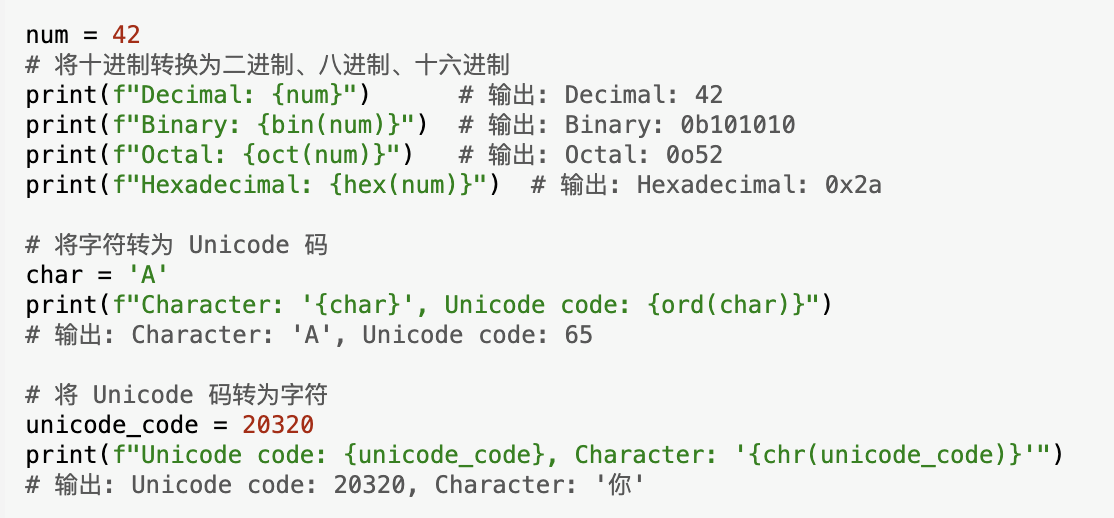 num = 42
# 将十进制转换为二进制、八进制、十六进制
print(f"Decimal: {num}")      # 输出: Decimal: 42
print(f"Binary: {bin(num)}")  # 输出: Binary: 0b101010
print(f"Octal: {oct(num)}")   # 输出: Octal: 0o52
print(f"Hexadecimal: {hex(num)}")  # 输出: Hexadecimal: 0x2a
# 将字符转为 Unicode 码
char = 'A'
print(f"Character: '{char}', Unicode code: {ord(char)}")
# 输出: Character: 'A', Unicode code: 65
# 将 Unicode 码转为字符
unicode_code = 20320
print(f"Unicode code: {unicode_code}, Character: '{chr(unicode_code)}'")
# 输出: Unicode code: 20320, Character: '你'